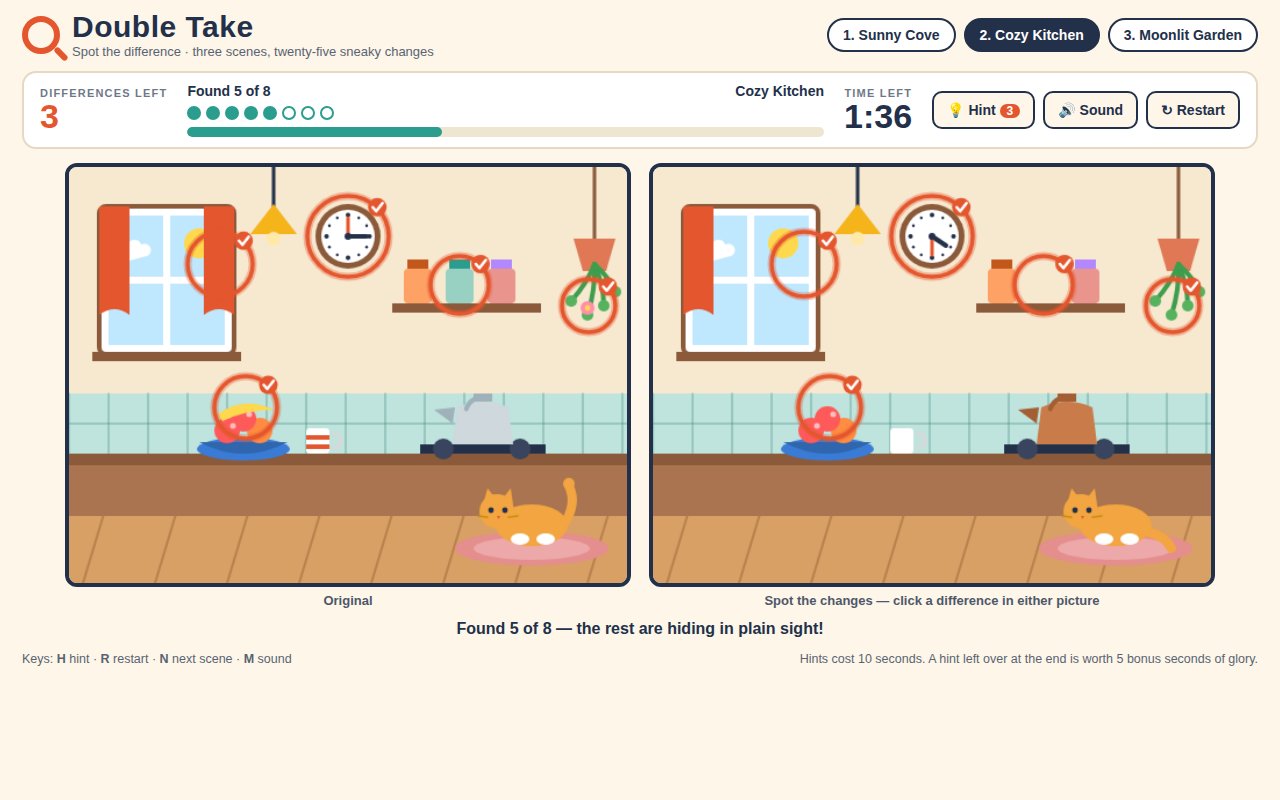 Double Take
Spot the difference · three scenes, twenty-five sneaky changes
1. Sunny Cove
2. Cozy Kitchen
3. Moonlit Garden
DIFFERENCES LEFT
3
Found 5 of 8
Cozy Kitchen
TIME LEFT
1:36
💡 Hint 3
🔊 Sound
↻ Restart
Original
Spot the changes — click a difference in either picture
Found 5 of 8 — the rest are hiding in plain sight!
Keys: H hint · R restart · N next scene · M sound
Hints cost 10 seconds. A hint left over at the end is worth 5 bonus seconds of glory.